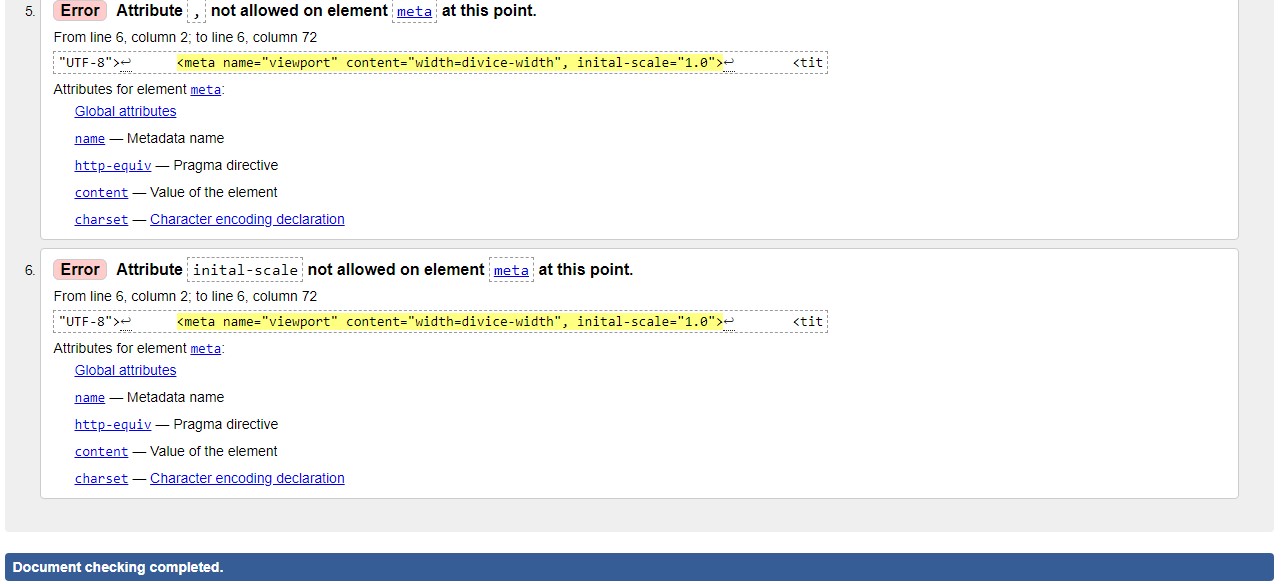 5. Error Attribute , not allowed on element meta at this point.
From line 6, column 2; to line 6, column 72
"UTF-8">↩ <meta name="viewport" content="width=divice-width", inital-scale="1.0">↩ <tit
Attributes for element meta:
Global attributes
name — Metadata name
http-equiv — Pragma directive
content — Value of the element
charset — Character encoding declaration
6. Error Attribute inital-scale not allowed on element meta at this point.
From line 6, column 2; to line 6, column 72
"UTF-8">↩ <meta name="viewport" content="width=divice-width", inital-scale="1.0">↩ <tit
Attributes for element meta:
Global attributes
name — Metadata name
http-equiv — Pragma directive
content — Value of the element
charset — Character encoding declaration
Document checking completed.